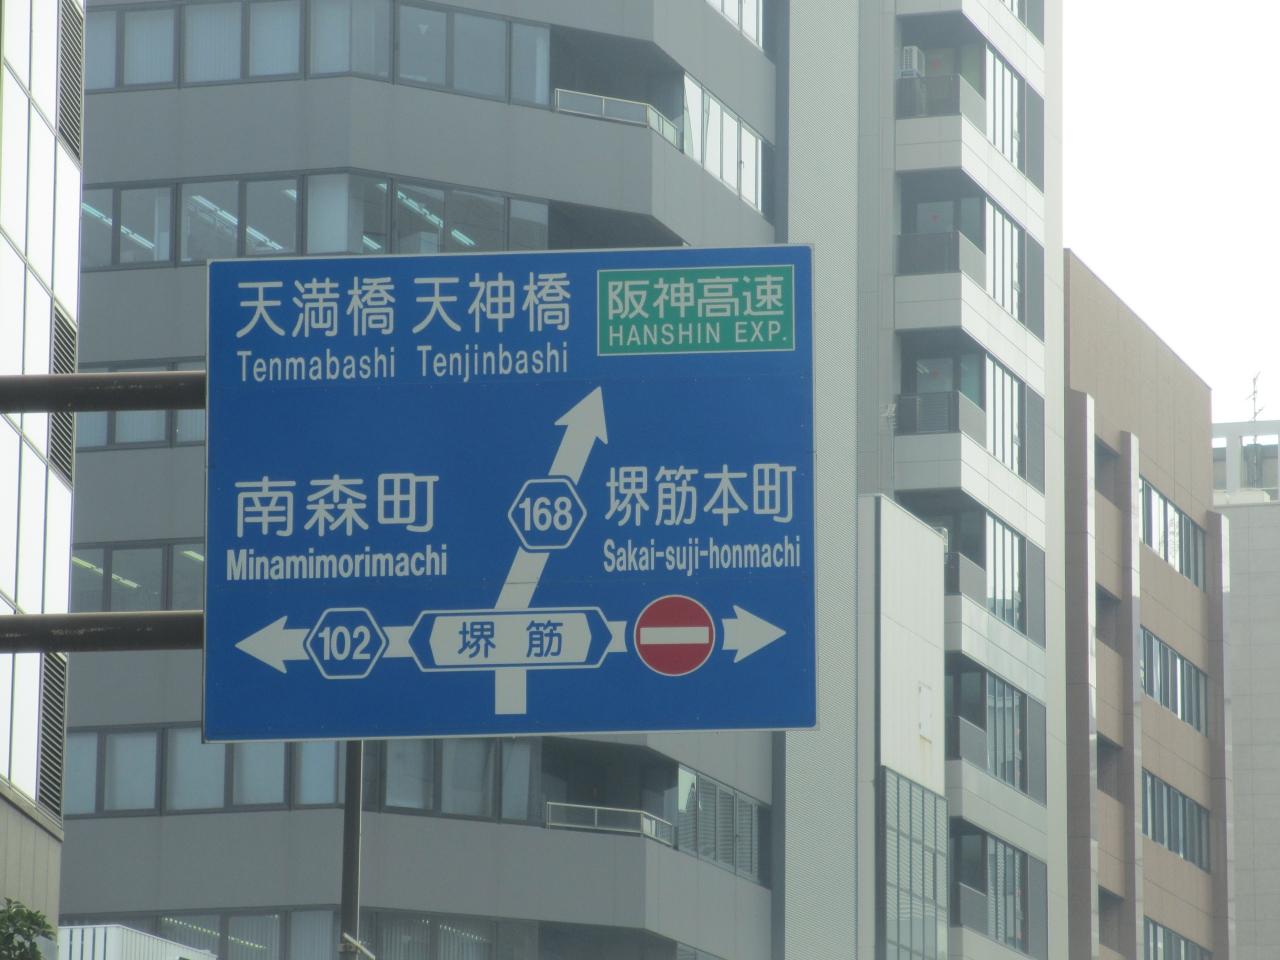 天満橋 天神橋
Tenmabashi Tenjinbashi
阪神高速
HANSHIN EXP.
南森町
Minamimorimachi
168
堺筋本町
Sakai-suji-honmachi
102
堺筋